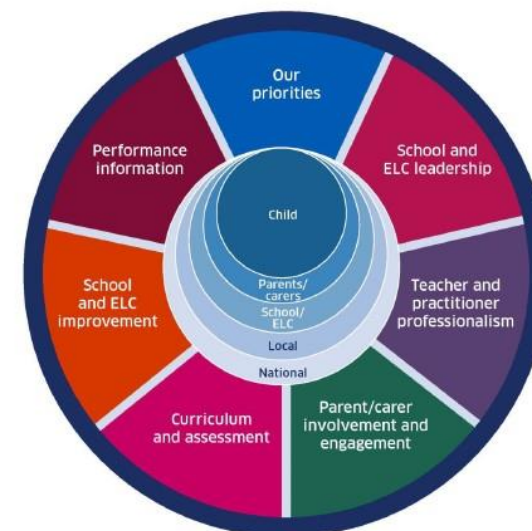 Our
priorities
School and
ELC leadership
Teacher and
practitioner
professionalism
Parent/carer
involvement and
engagement
Curriculum
and assessment
School
and ELC
improvement
Performance
information
Child
Parents/
carers
School/
ELC
Local
National